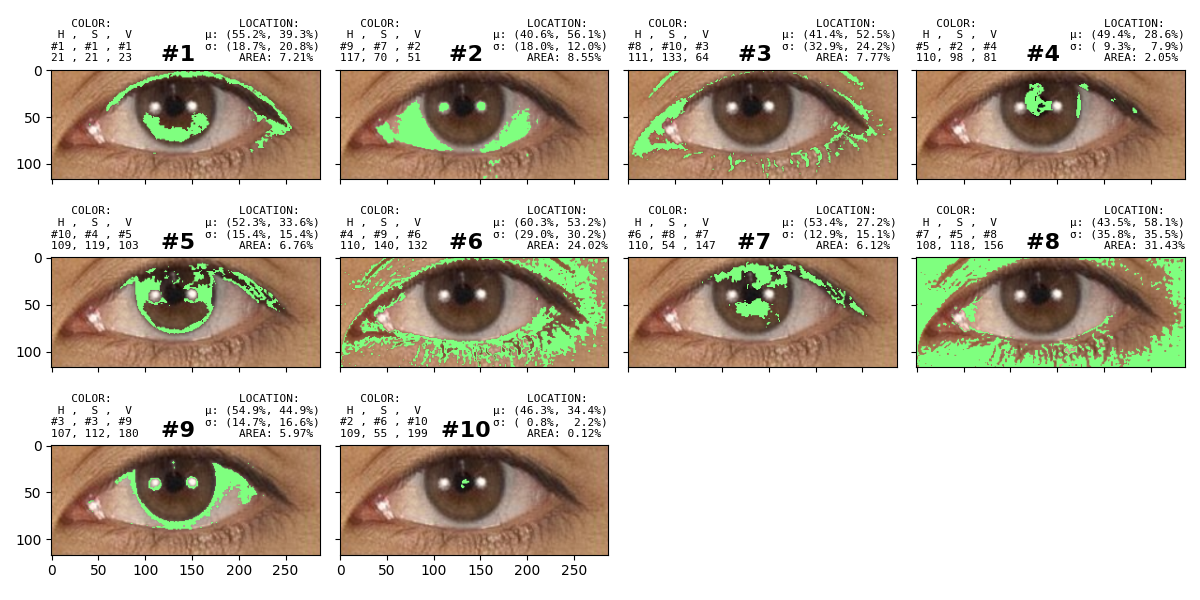 COLOR: LOCATION:
H , S , V μ: (55.2%, 39.3%)
#1 , #1 , #1 σ: (18.7%, 20.8%)
21 , 21 , 23 #1 AREA: 7.21%
COLOR: LOCATION:
H , S , V μ: (40.6%, 56.1%)
#9 , #7 , #2 σ: (18.0%, 12.0%)
117, 70 , 51 #2 AREA: 8.55%
COLOR: LOCATION:
H , S , V μ: (41.4%, 52.5%)
#8 , #10, #3 σ: (32.9%, 24.2%)
111, 133, 64 #3 AREA: 7.77%
COLOR: LOCATION:
H , S , V μ: (49.4%, 28.6%)
#5 , #2 , #4 σ: ( 9.3%, 7.9%)
110, 98 , 81 #4 AREA: 2.05%
0
50
100
COLOR: LOCATION:
H , S , V μ: (52.3%, 33.6%)
#10, #4 , #5 σ: (15.4%, 15.4%)
109, 119, 103 #5 AREA: 6.76%
COLOR: LOCATION:
H , S , V μ: (60.3%, 53.2%)
#4 , #9 , #6 σ: (29.0%, 30.2%)
110, 140, 132 #6 AREA: 24.02%
COLOR: LOCATION:
H , S , V μ: (53.4%, 27.2%)
#6 , #8 , #7 σ: (12.9%, 15.1%)
110, 54 , 147 #7 AREA: 6.12%
COLOR: LOCATION:
H , S , V μ: (43.5%, 58.1%)
#7 , #5 , #8 σ: (35.8%, 35.5%)
108, 118, 156 #8 AREA: 31.43%
0
50
100
COLOR: LOCATION:
H , S , V μ: (54.9%, 44.9%)
#3 , #3 , #9 σ: (14.7%, 16.6%)
107, 112, 180 #9 AREA: 5.97%
COLOR: LOCATION:
H , S , V μ: (46.3%, 34.4%)
#2 , #6 , #10 σ: ( 0.8%, 2.2%)
109, 55 , 199 #10 AREA: 0.12%
0
50
100
0 50 100 150 200 250
0 50 100 150 200 250